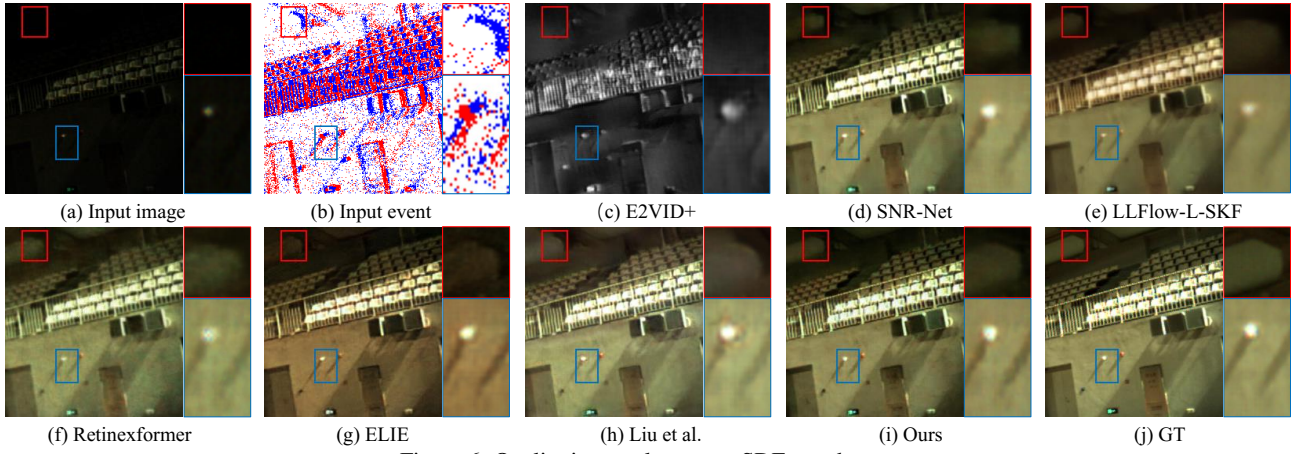 (a) Input image
(b) Input event
(c) E2VID+
(d) SNR-Net
(e) LLFlow-L-SKF
(f) Retinexformer
(g) ELIE
(h) Liu et al.
(i) Ours
(j) GT